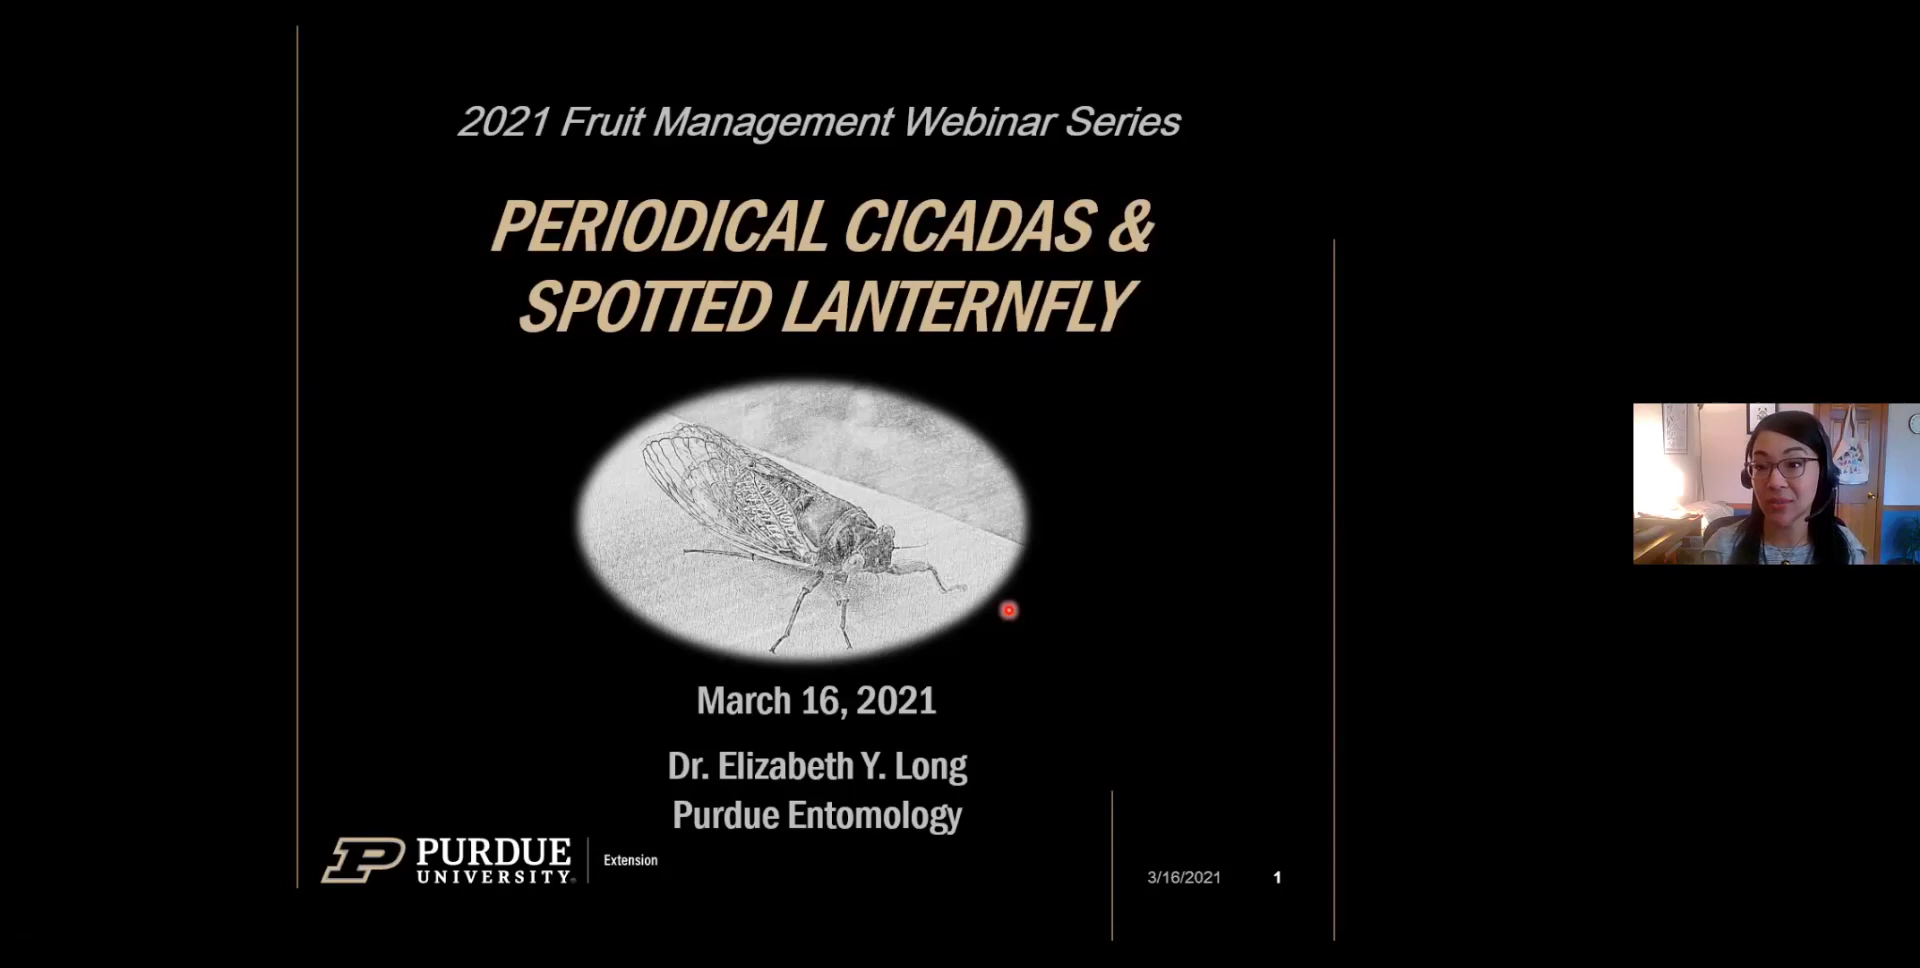 2021 Fruit Management Webinar Series
PERIODICAL CICADAS &
SPOTTED LANTERNFLY
March 16, 2021
Dr. Elizabeth Y. Long
Purdue Entomology
PURDUE
UNIVERSITY
Extension
3/16/2021
1